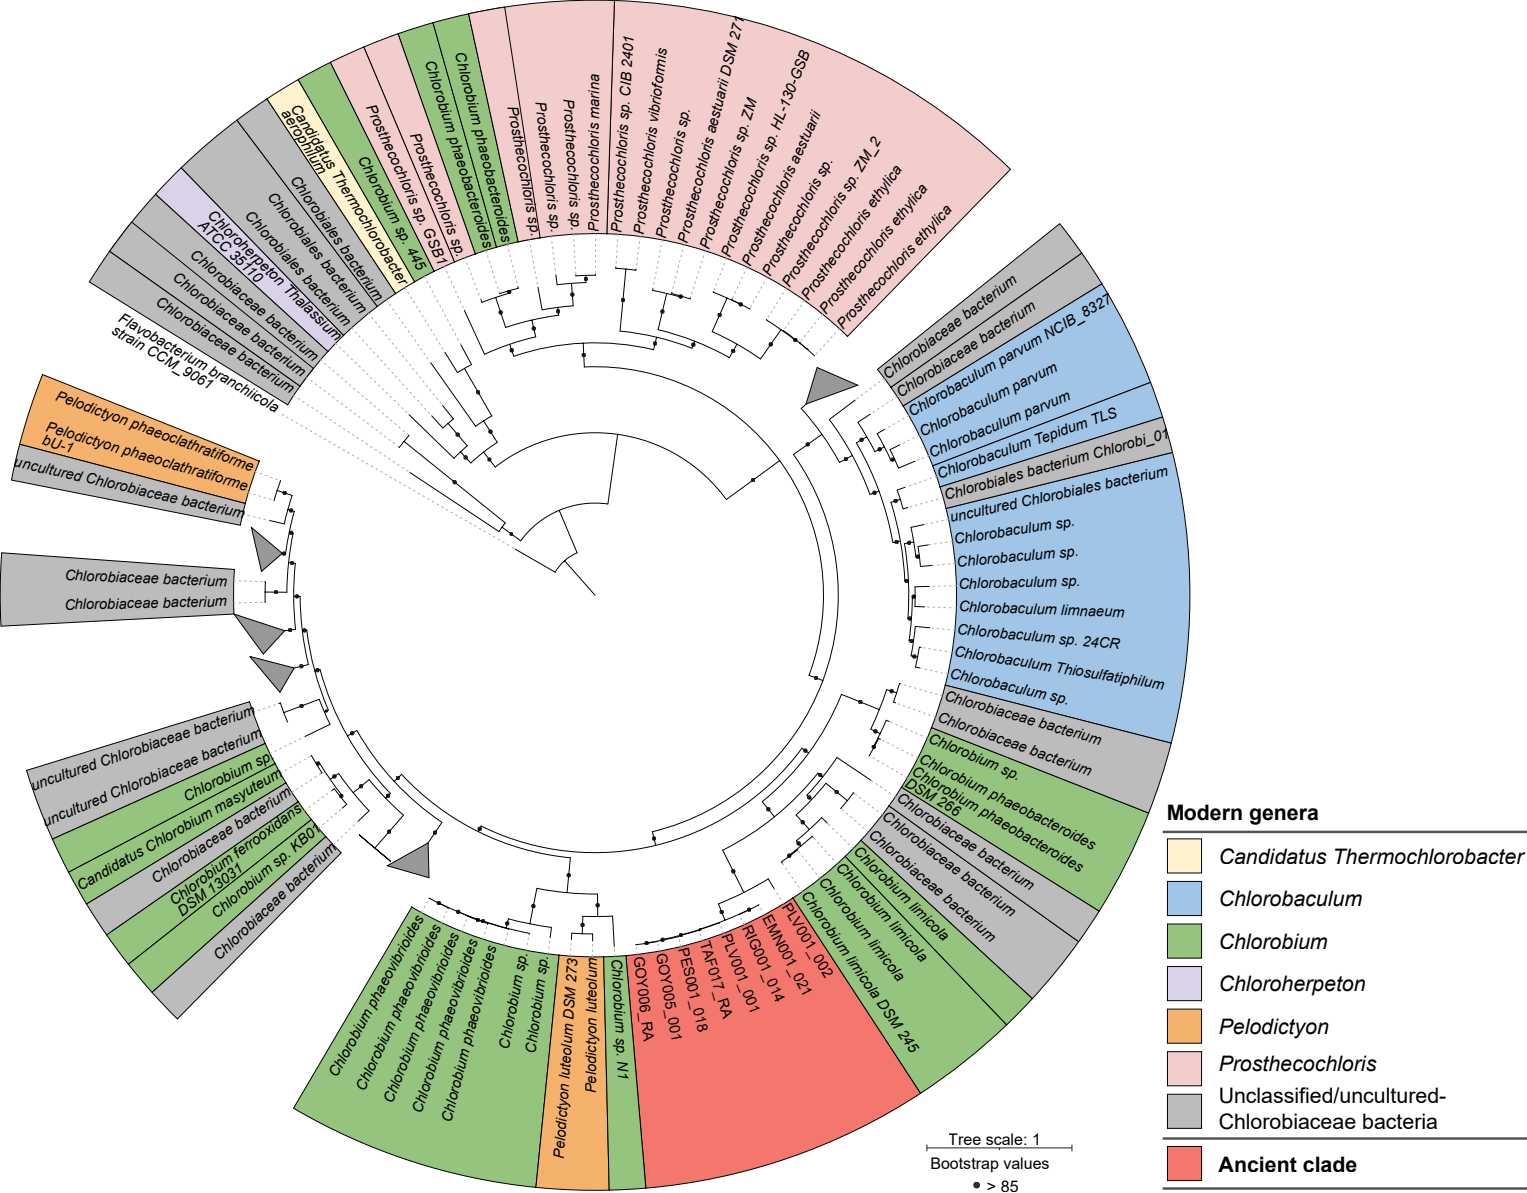 Flavobacterium branchiicola
strain CCM_9061
Chlorobiaceae bacterium
Chlorobiaceae bacterium
Chlorobiaceae bacterium
Chloroherpeton Thalassium
ATCC 35110
Chlorobiales bacterium
Chlorobiales bacterium
Chlorobiales bacterium
Candidatus Thermochlorobacter
aerophilum
Chlorobium sp. 445
Prosthecochloris sp. GSB1
Prosthecochloris sp.
Chlorobium phaeobacteroides
Chlorobium phaeobacteroides
Prosthecochloris sp.
Prosthecochloris sp.
Prosthecochloris sp.
Prosthecochloris marina
Prosthecochloris sp. CIB 2401
Prosthecochloris vibrioformis
Prosthecochloris sp.
Prosthecochloris aestuarii DSM 271
Prosthecochloris sp. ZM
Prosthecochloris sp. HL-130-GSB
Prosthecochloris aestuarii
Prosthecochloris sp.
Prosthecochloris sp. ZM_2
Prosthecochloris ethylica
Prosthecochloris ethylica
Prosthecochloris ethylica
Chlorobiaceae bacterium
Chlorobiaceae bacterium
Chlorobaculum parvum NCIB_8327
Chlorobaculum parvum
Chlorobaculum parvum
Chlorobaculum Tepidum TLS
Chlorobiales bacterium Chlorobi_01
uncultured Chlorobiales bacterium
Chlorobaculum sp.
Chlorobaculum sp.
Chlorobaculum sp.
Chlorobaculum limnaeum
Chlorobaculum sp. 24CR
Chlorobaculum Thiosulfatiphilum
Chlorobaculum sp.
Chlorobiaceae bacterium
Chlorobiaceae bacterium
Chlorobium sp.
Chlorobium phaeobacteroides
DSM 266
Chlorobium phaeobacteroides
Chlorobiaceae bacterium
Chlorobiaceae bacterium
Chlorobiaceae bacterium
Chlorobium limicola
Chlorobium limicola
Chlorobium limicola
Chlorobium limicola DSM 245
PLV001_002
EMN001_021
RIG001_014
PLV001_001
TAF017_RA
PES001_018
GOY005_001
GOY006_RA
Chlorobium sp. N1
Pelodictyon luteolum
Pelodictyon luteolum DSM 273
Chlorobium sp.
Chlorobium sp.
Chlorobium phaeovibrioides
Chlorobium phaeovibrioides
Chlorobium phaeovibrioides
Chlorobium phaeovibrioides
Chlorobium phaeovibrioides
Chlorobiaceae bacterium
Chlorobium sp. KB01
Chlorobium ferrooxidans
DSM 13031
Chlorobiaceae bacterium
Candidatus Chlorobium masyuteum
Chlorobium sp.
uncultured Chlorobiaceae bacterium
uncultured Chlorobiaceae bacterium
Chlorobiaceae bacterium
Chlorobiaceae bacterium
uncultured Chlorobiaceae bacterium
Pelodictyon phaeoclathratiforme
bU-1
Pelodictyon phaeoclathratiforme
Modern genera
Candidatus Thermochlorobacter
Chlorobaculum
Chlorobium
Chloroherpeton
Pelodictyon
Prosthecochloris
Unclassified/uncultured-
Chlorobiaceae bacteria
Ancient clade
Tree scale: 1
Bootstrap values
> 85